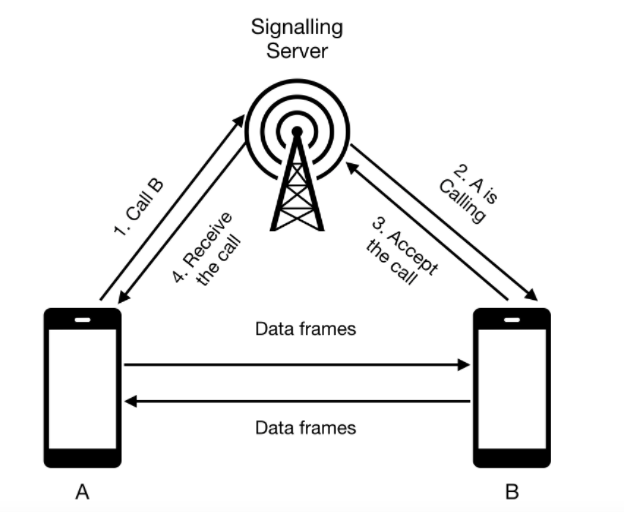 Signalling
Server
1. Call B
4. Receive
the call
2. A is
Calling
3. Accept
the call
Data frames
Data frames
A
B